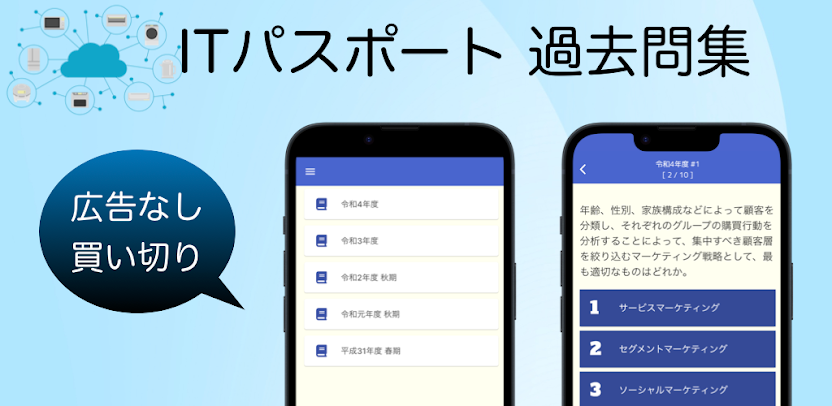 ITパスポート 過去問集
広告なし
買い切り
令和4年度
令和3年度
令和2年度 秋期
令和元年度 秋期
平成31年度 春期
令和4年度 #1
[ 2 / 10 ]
年齢、性別、家族構成などによって顧客を
分類し、それぞれのグループの購買行動を
分析することによって、集中すべき顧客層
を絞り込むマーケティング戦略として、最
も適切なものはどれか。
1 サービスマーケティング
2 セグメントマーケティング
3 ソーシャルマーケティング